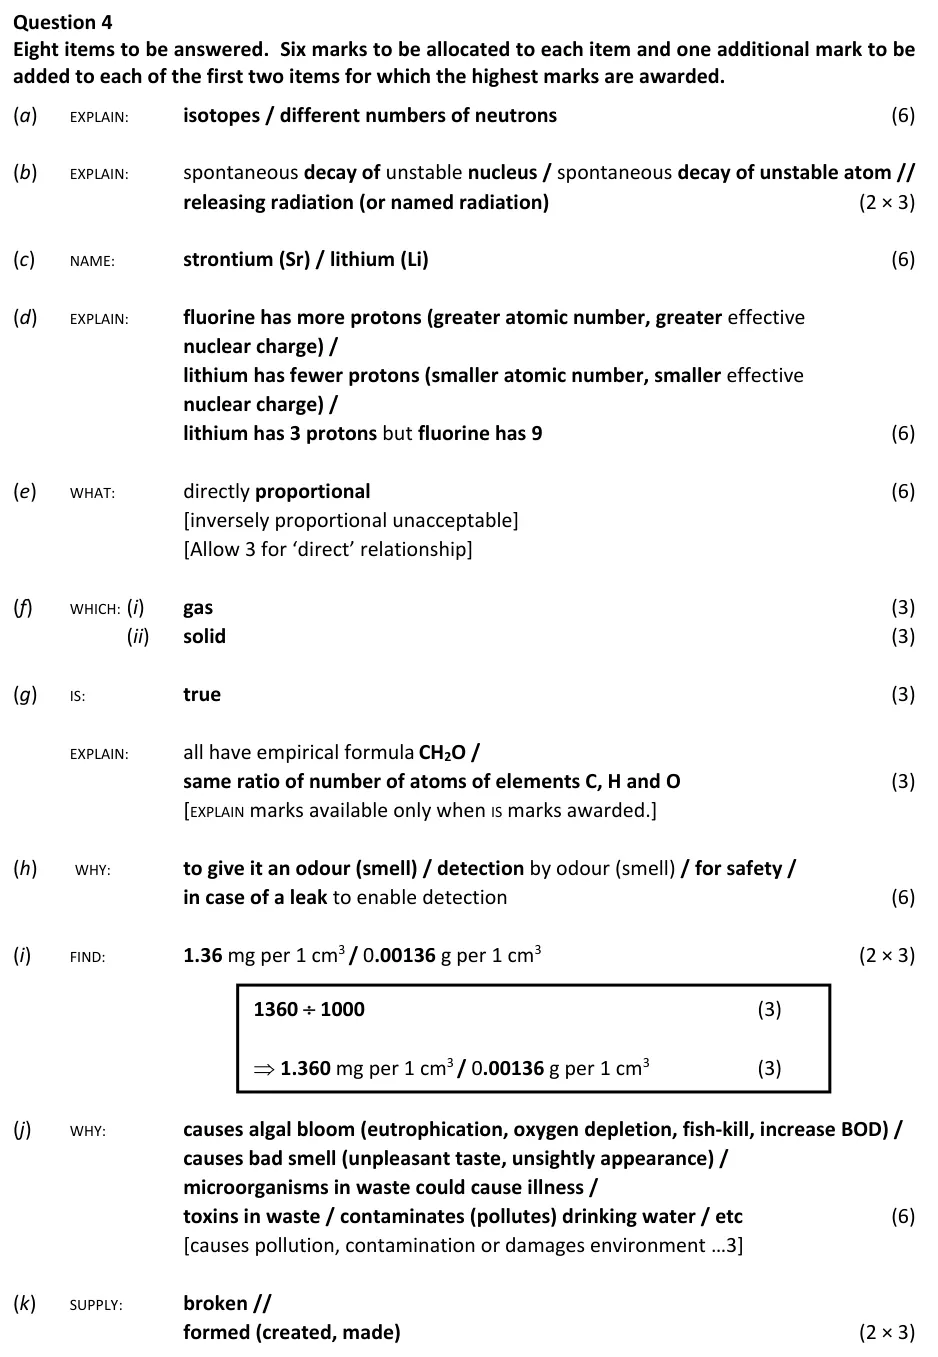 Question 4
Eight items to be answered. Six marks to be allocated to each item and one additional mark to be
added to each of the first two items for which the highest marks are awarded.
(a) EXPLAIN: isotopes / different numbers of neutrons (6)
(b) EXPLAIN: spontaneous decay of unstable nucleus / spontaneous decay of unstable atom //
releasing radiation (or named radiation) (2 × 3)
(c) NAME: strontium (Sr) / lithium (Li) (6)
(d) EXPLAIN: fluorine has more protons (greater atomic number, greater effective
nuclear charge) /
lithium has fewer protons (smaller atomic number, smaller effective
nuclear charge) /
lithium has 3 protons but fluorine has 9 (6)
(e) WHAT: directly proportional (6)
[inversely proportional unacceptable]
[Allow 3 for ‘direct’ relationship]
(f) WHICH: (i) gas (3)
(ii) solid (3)
(g) IS: true (3)
EXPLAIN: all have empirical formula CH₂O /
same ratio of number of atoms of elements C, H and O (3)
[EXPLAIN marks available only when IS marks awarded.]
(h) WHY: to give it an odour (smell) / detection by odour (smell) / for safety /
in case of a leak to enable detection (6)
(i) FIND: 1.36 mg per 1 cm³ / 0.00136 g per 1 cm³ (2 × 3)
1360 ÷ 1000 (3)
⇒ 1.360 mg per 1 cm³ / 0.00136 g per 1 cm³ (3)
(j) WHY: causes algal bloom (eutrophication, oxygen depletion, fish-kill, increase BOD) /
causes bad smell (unpleasant taste, unsightly appearance) /
microorganisms in waste could cause illness /
toxins in waste / contaminates (pollutes) drinking water / etc (6)
[causes pollution, contamination or damages environment …3]
(k) SUPPLY: broken //
formed (created, made) (2 × 3)